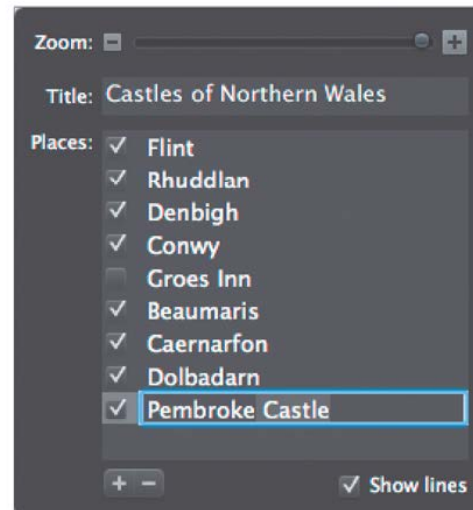 Zoom:
Title: Castles of Northern Wales
Places:
Flint
Rhuddlan
Denbigh
Conwy
Groes Inn
Beaumaris
Caernarfon
Dolbadarn
Pembroke Castle
Show lines